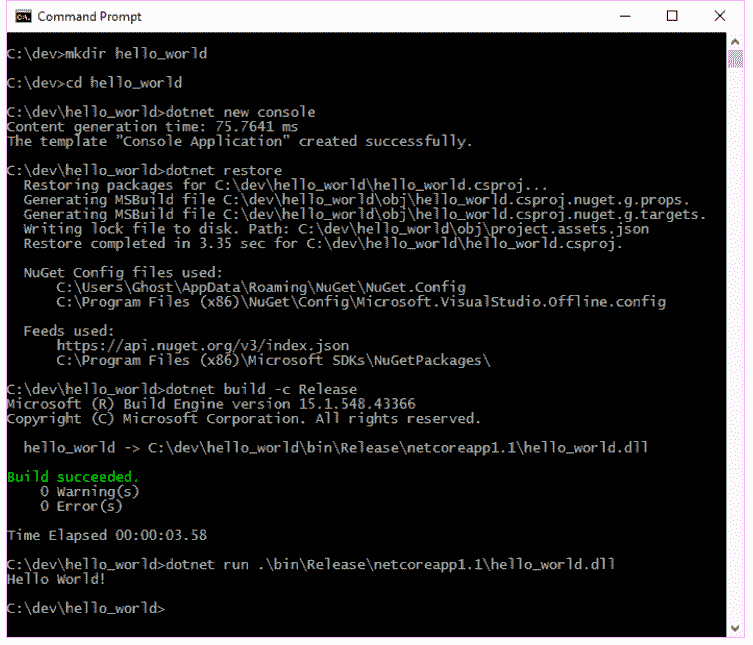 Command Prompt
C:\dev>mkdir hello_world
C:\dev>cd hello_world
C:\dev\hello_world>dotnet new console
Content generation time: 75.7641 ms
The template "Console Application" created successfully.
C:\dev\hello_world>dotnet restore
  Restoring packages for C:\dev\hello_world\hello_world.csproj...
  Generating MSBuild file C:\dev\hello_world\obj\hello_world.csproj.nuget.g.props.
  Generating MSBuild file C:\dev\hello_world\obj\hello_world.csproj.nuget.g.targets.
  Writing lock file to disk. Path: C:\dev\hello_world\obj\project.assets.json
  Restore completed in 3.35 sec for C:\dev\hello_world\hello_world.csproj.
  NuGet Config files used:
      C:\Users\Ghost\AppData\Roaming\NuGet\NuGet.Config
      C:\Program Files (x86)\NuGet\Config\Microsoft.VisualStudio.Offline.config
  Feeds used:
      https://api.nuget.org/v3/index.json
      C:\Program Files (x86)\Microsoft SDKs\NuGetPackages\
C:\dev\hello_world>dotnet build -c Release
Microsoft (R) Build Engine version 15.1.548.43366
Copyright (C) Microsoft Corporation. All rights reserved.
  hello_world -> C:\dev\hello_world\bin\Release\netcoreapp1.1\hello_world.dll
Build succeeded.
    0 Warning(s)
    0 Error(s)
Time Elapsed 00:00:03.58
C:\dev\hello_world>dotnet run .\bin\Release\netcoreapp1.1\hello_world.dll
Hello World!
C:\dev\hello_world>